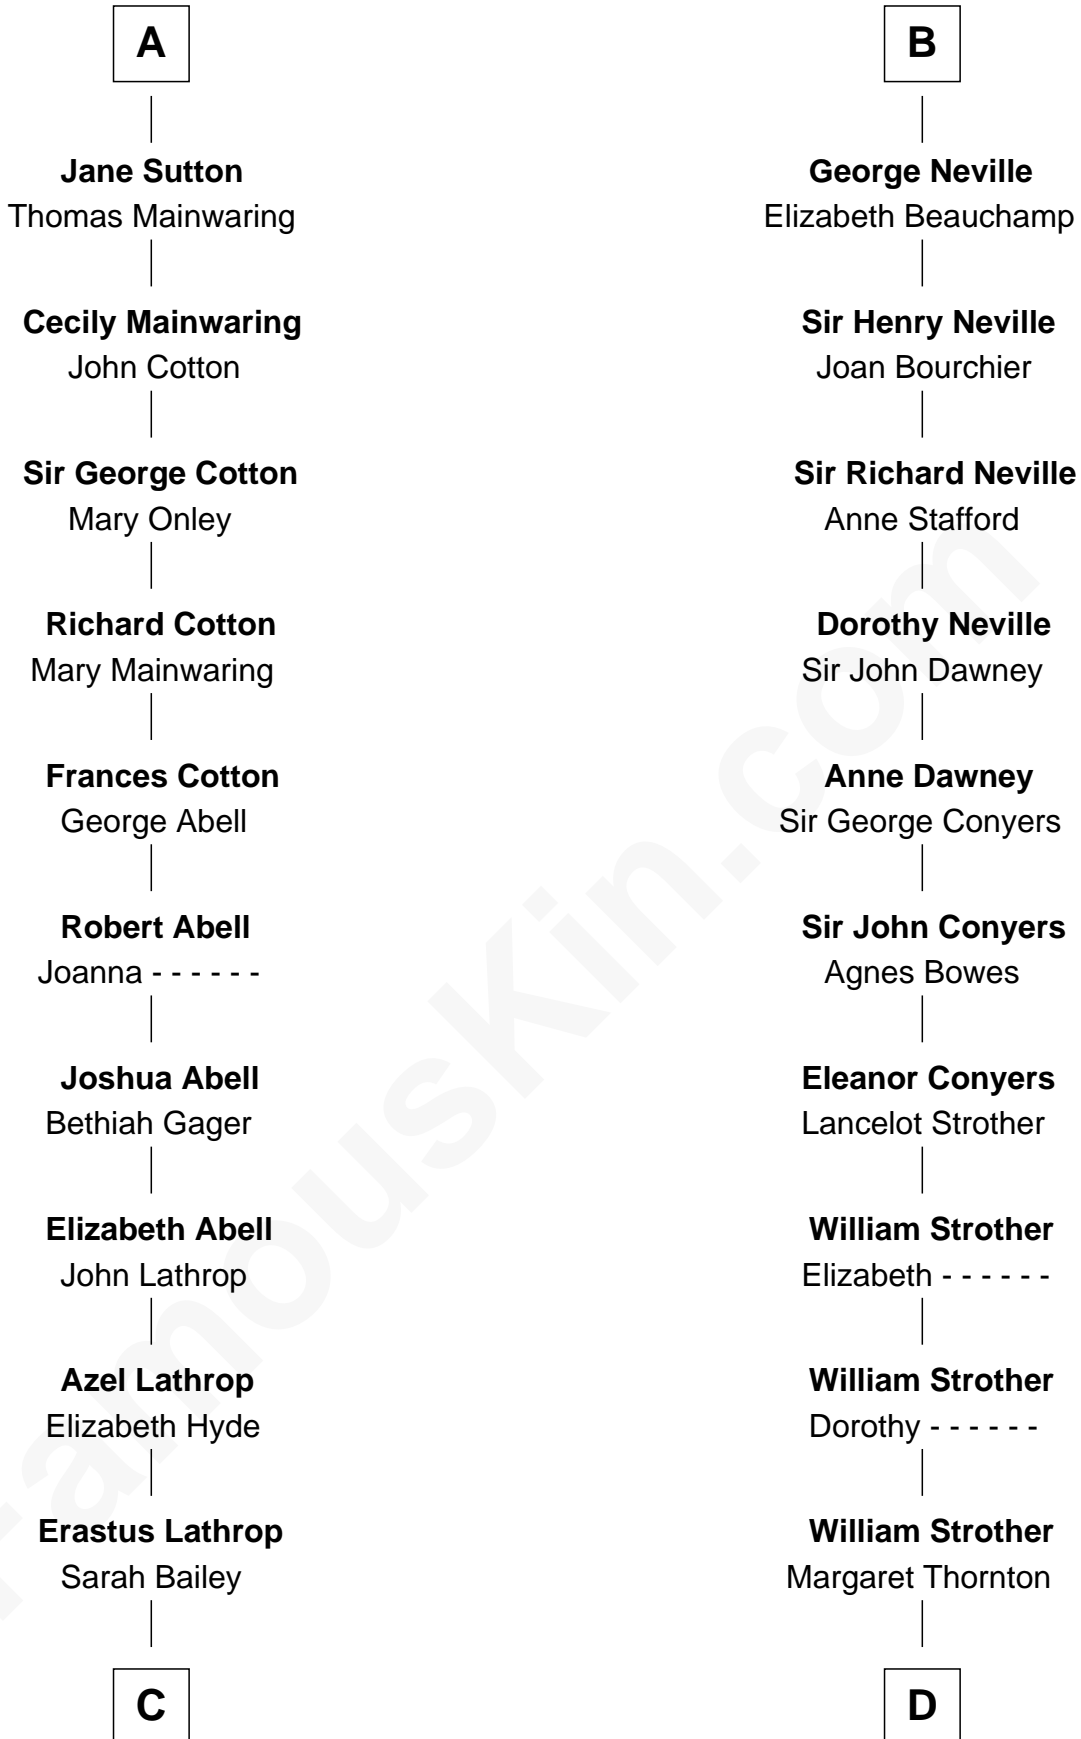 A
Jane Sutton
Thomas Mainwaring
Cecily Mainwaring
John Cotton
Sir George Cotton
Mary Onley
Richard Cotton
Mary Mainwaring
Frances Cotton
George Abell
Robert Abell
Joanna - - - - - -
Joshua Abell
Bethiah Gager
Elizabeth Abell
John Lathrop
Azel Lathrop
Elizabeth Hyde
Erastus Lathrop
Sarah Bailey
C
B
George Neville
Elizabeth Beauchamp
Sir Henry Neville
Joan Bourchier
Sir Richard Neville
Anne Stafford
Dorothy Neville
Sir John Dawney
Anne Dawney
Sir George Conyers
Sir John Conyers
Agnes Bowes
Eleanor Conyers
Lancelot Strother
William Strother
Elizabeth - - - - - -
William Strother
Dorothy - - - - - -
William Strother
Margaret Thornton
D
FamousKin.com